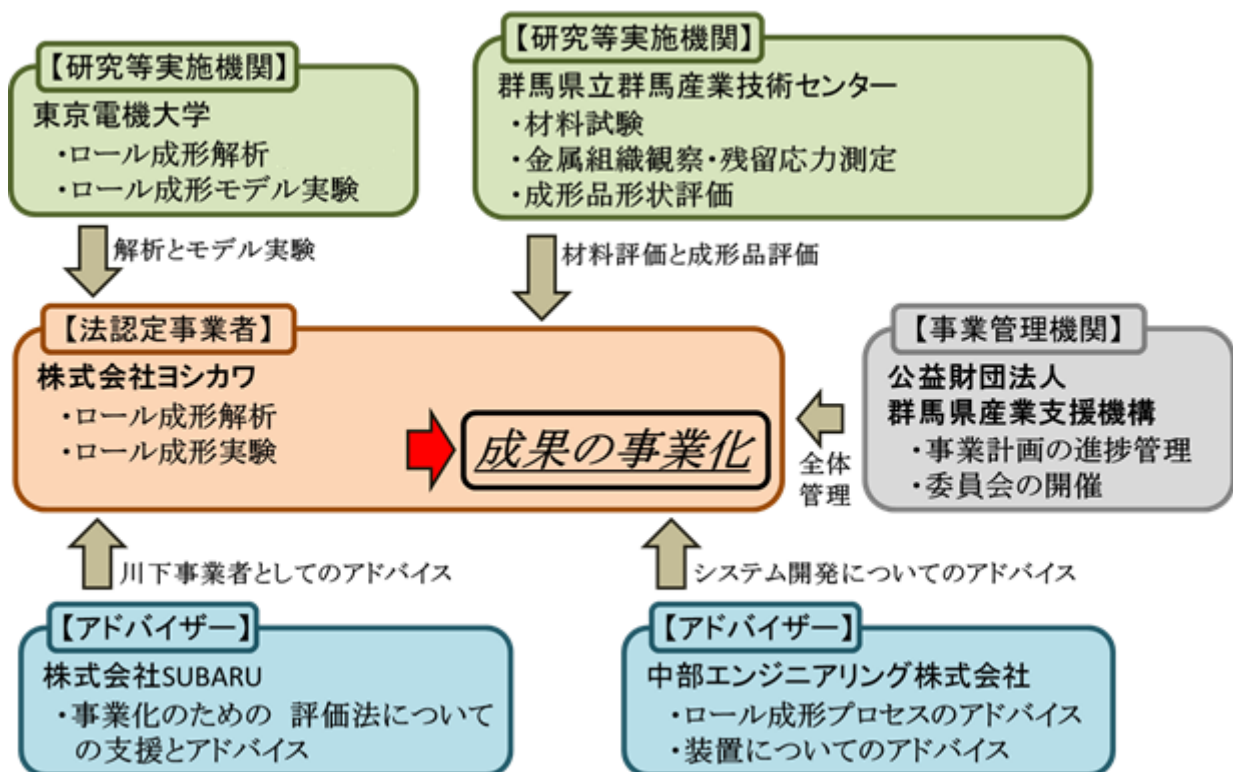 【研究等実施機関】
東京電機大学
・ロール成形解析
・ロール成形モデル実験
【研究等実施機関】
群馬県立群馬産業技術センター
・材料試験
・金属組織観察・残留応力測定
・成形品形状評価
解析とモデル実験
材料評価と成形品評価
【法認定事業者】
株式会社ヨシカワ
・ロール成形解析
・ロール成形実験
成果の事業化
【事業管理機関】
公益財団法人
群馬県産業支援機構
・事業計画の進捗管理
・委員会の開催
全体
管理
川下事業者としてのアドバイス
システム開発についてのアドバイス
【アドバイザー】
株式会社SUBARU
・事業化のための 評価法について
の支援とアドバイス
【アドバイザー】
中部エンジニアリング株式会社
・ロール成形プロセスのアドバイス
・装置についてのアドバイス